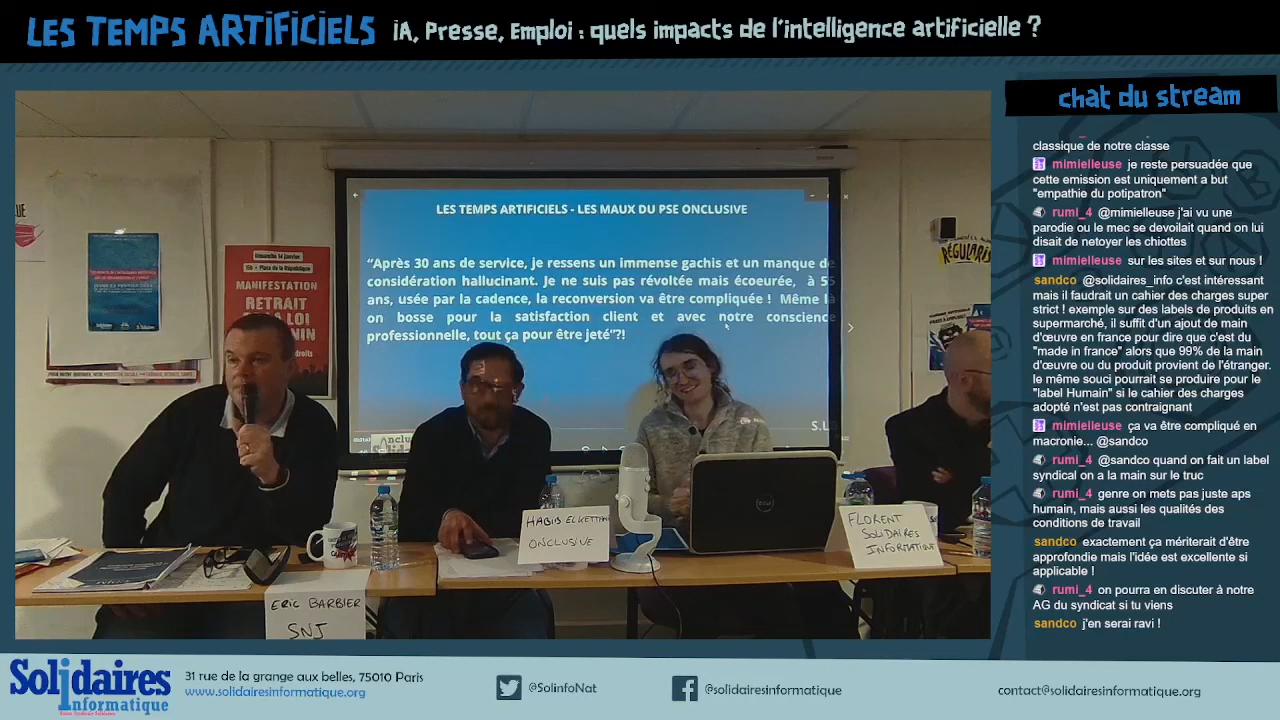 LES TEMPS ARTIFICIELS IA, Presse, Emploi : quels impacts de l'intelligence artificielle ?
chat du stream
classique de notre classe
mimielleuse je reste persuadée que
cette emission est uniquement a but
"empathie du potipatron"
rumi_4 @mimielleuse j'ai vu une
parodie ou le mec se devoilait quand on lui
disait de netoyer les chiottes
mimielleuse sur les sites et sur nous !
sandco @solidaires_info c'est intéressant
mais il faudrait un cahier des charges super
strict ! exemple sur des labels de produits en
supermarché, il suffit d'un ajout de main
d'œuvre en france pour dire que c'est du
"made in france" alors que 99% de la main
d'œuvre ou du produit provient de l'étranger.
le même souci pourrait se produire pour le
"label Humain" si le cahier des charges
adopté n'est pas contraignant
mimielleuse ça va être compliqué en
macronie... @sandco
rumi_4 @sandco quand on fait un label
syndical on a la main sur le truc
rumi_4 genre on mets pas juste aps
humain, mais aussi les qualités des
conditions de travail
sandco exactement ça mériterait d'être
approfondie mais l'idée est excellente si
applicable !
rumi_4 on pourra en discuter à notre
AG du syndicat si tu viens
sandco j'en serai ravi !
LES TEMPS ARTIFICIELS - LES MAUX DU PSE ONCLUSIVE
“Après 30 ans de service, je ressens un immense gachis et un manque de
considération hallucinant. Je ne suis pas révoltée mais écoeurée, à 55
ans, usée par la cadence, la reconversion va être compliquée ! Même là
on bosse pour la satisfaction client et avec notre conscience
professionnelle, tout ça pour être jeté”?!
S.L
Dimanche 14 janvier
15h - Place de la République
MANIFESTATION
RETRAIT
LOI
droits
RÉGULARIS
HABIB ELKETTANI
ONCLUSIVE
FLORENT
SOLIDAIRES
INFORMATIQUE
ERIC BARBIER
SNJ
Solidaires
Informatique
31 rue de la grange aux belles, 75010 Paris
www.solidairesinformatique.org
@SolinfoNat
@solidairesinformatique
contact@solidairesinformatique.org